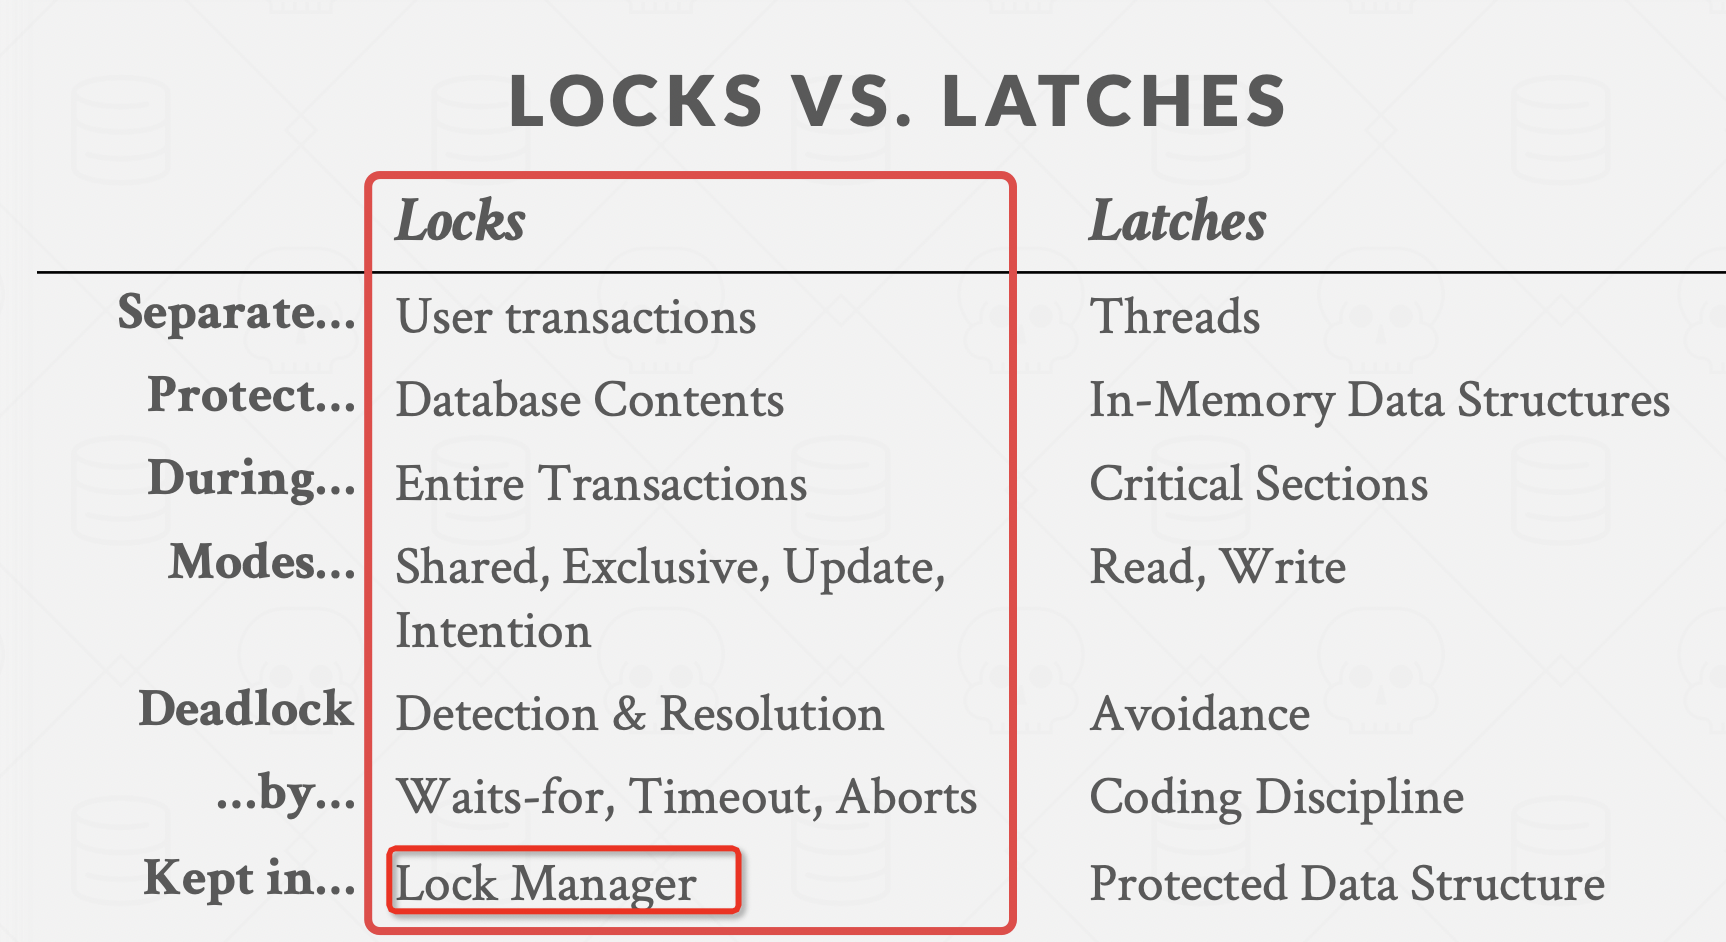 LOCKS VS. LATCHES
Locks Latches
Separate... User transactions Threads
Protect... Database Contents In-Memory Data Structures
During... Entire Transactions Critical Sections
Modes... Shared, Exclusive, Update, Read, Write
Intention
Deadlock Detection & Resolution Avoidance
...by... Waits-for, Timeout, Aborts Coding Discipline
Kept in... Lock Manager Protected Data Structure